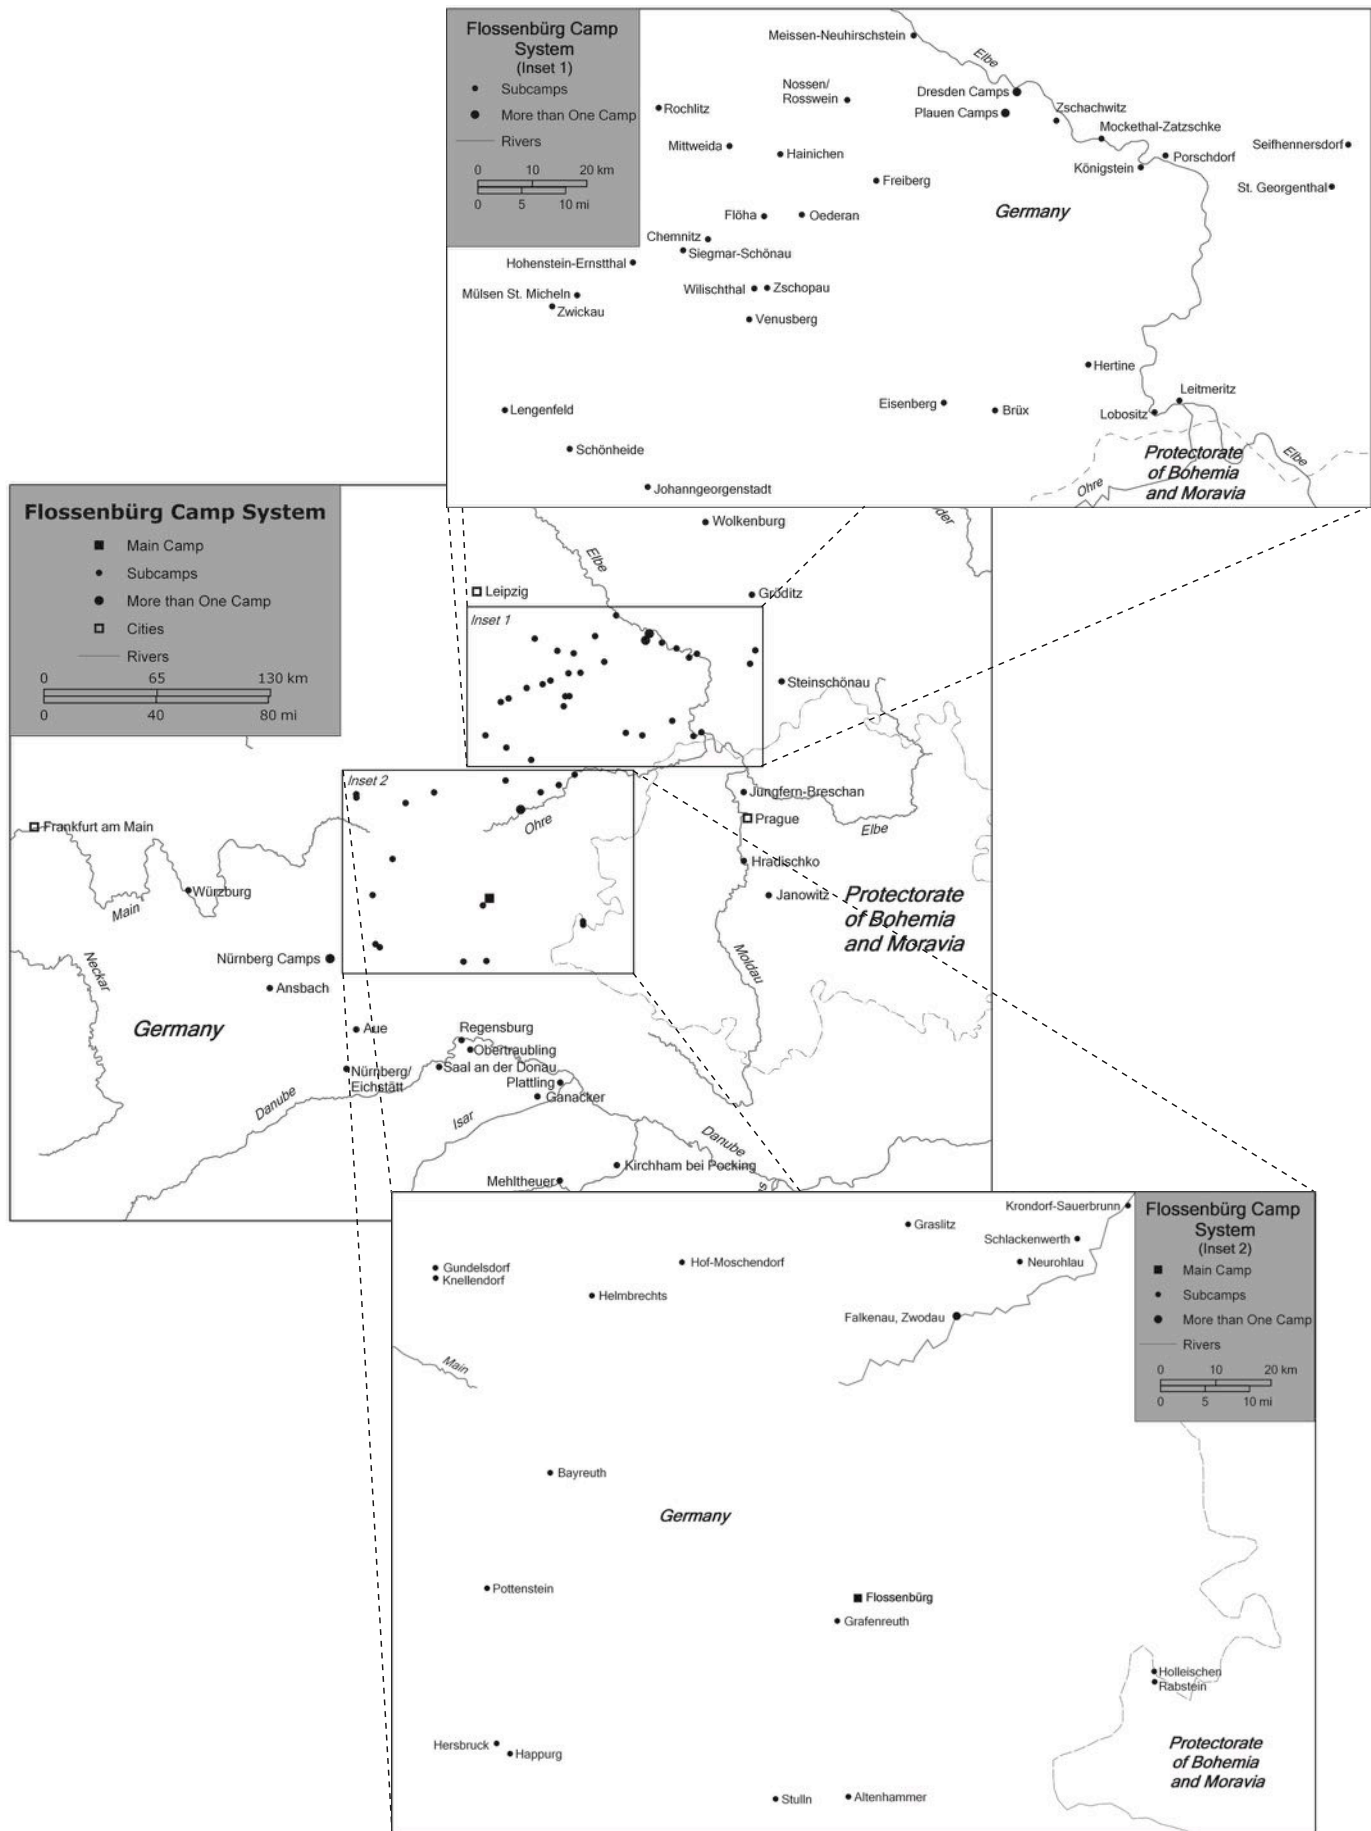 Flossenbürg Camp
System
(Inset 1)
Subcamps
More than One Camp
Rivers
0 10 20 km
0 5 10 mi
Meissen-Neuhirschstein
Elbe
Nossen/
Rosswein
Dresden Camps
Plauen Camps
Zschachwitz
Mockethal-Zatzschke
Rochlitz
Mittweida
Hainichen
Seifhennersdorf
Königstein
Porschdorf
Freiberg
St. Georgenthal
Germany
Flöha
Oederan
Chemnitz
Siegmar-Schönau
Hohenstein-Ernstthal
Mülsen St. Micheln
Zwickau
Wilischthal
Zschopau
Venusberg
Hertine
Leitmeritz
Eisenberg
Brüx
Lobositz
Lengenfeld
Schönheide
Johanngeorgenstadt
Protectorate
of Bohemia
and Moravia
Elbe
Ohre
Flossenbürg Camp System
Main Camp
Subcamps
More than One Camp
Cities
Rivers
0 65 130 km
0 40 80 mi
Wolkenburg
der
Elbe
Leipzig
Gröditz
Inset 1
Steinschönau
Inset 2
Jungfern-Breschan
Prague
Elbe
Ohre
Frankfurt am Main
Würzburg
Main
Hradischko
Janowitz
Protectorate
of Bohemia
and Moravia
Moldau
Nürnberg Camps
Neckar
Ansbach
Germany
Aue
Regensburg
Obertraubling
Saal an der Donau
Nürnberg/
Eichstätt
Plattling
Ganacker
Danube
Isar
Danube
Kirchham bei Pocking
Mehltheuer
s
Flossenbürg Camp
System
(Inset 2)
Main Camp
Subcamps
More than One Camp
Rivers
0 10 20 km
0 5 10 mi
Krondorf-Sauerbrunn
Graslitz
Schlackenwerth
Neurohlau
Gundelsdorf
Knellendorf
Hof-Moschendorf
Helmbrechts
Falkenau, Zwodau
Main
Bayreuth
Germany
Pottenstein
Flossenbürg
Grafenreuth
Holleischen
Rabstein
Hersbruck
Happurg
Protectorate
of Bohemia
and Moravia
Stulln
Altenhammer